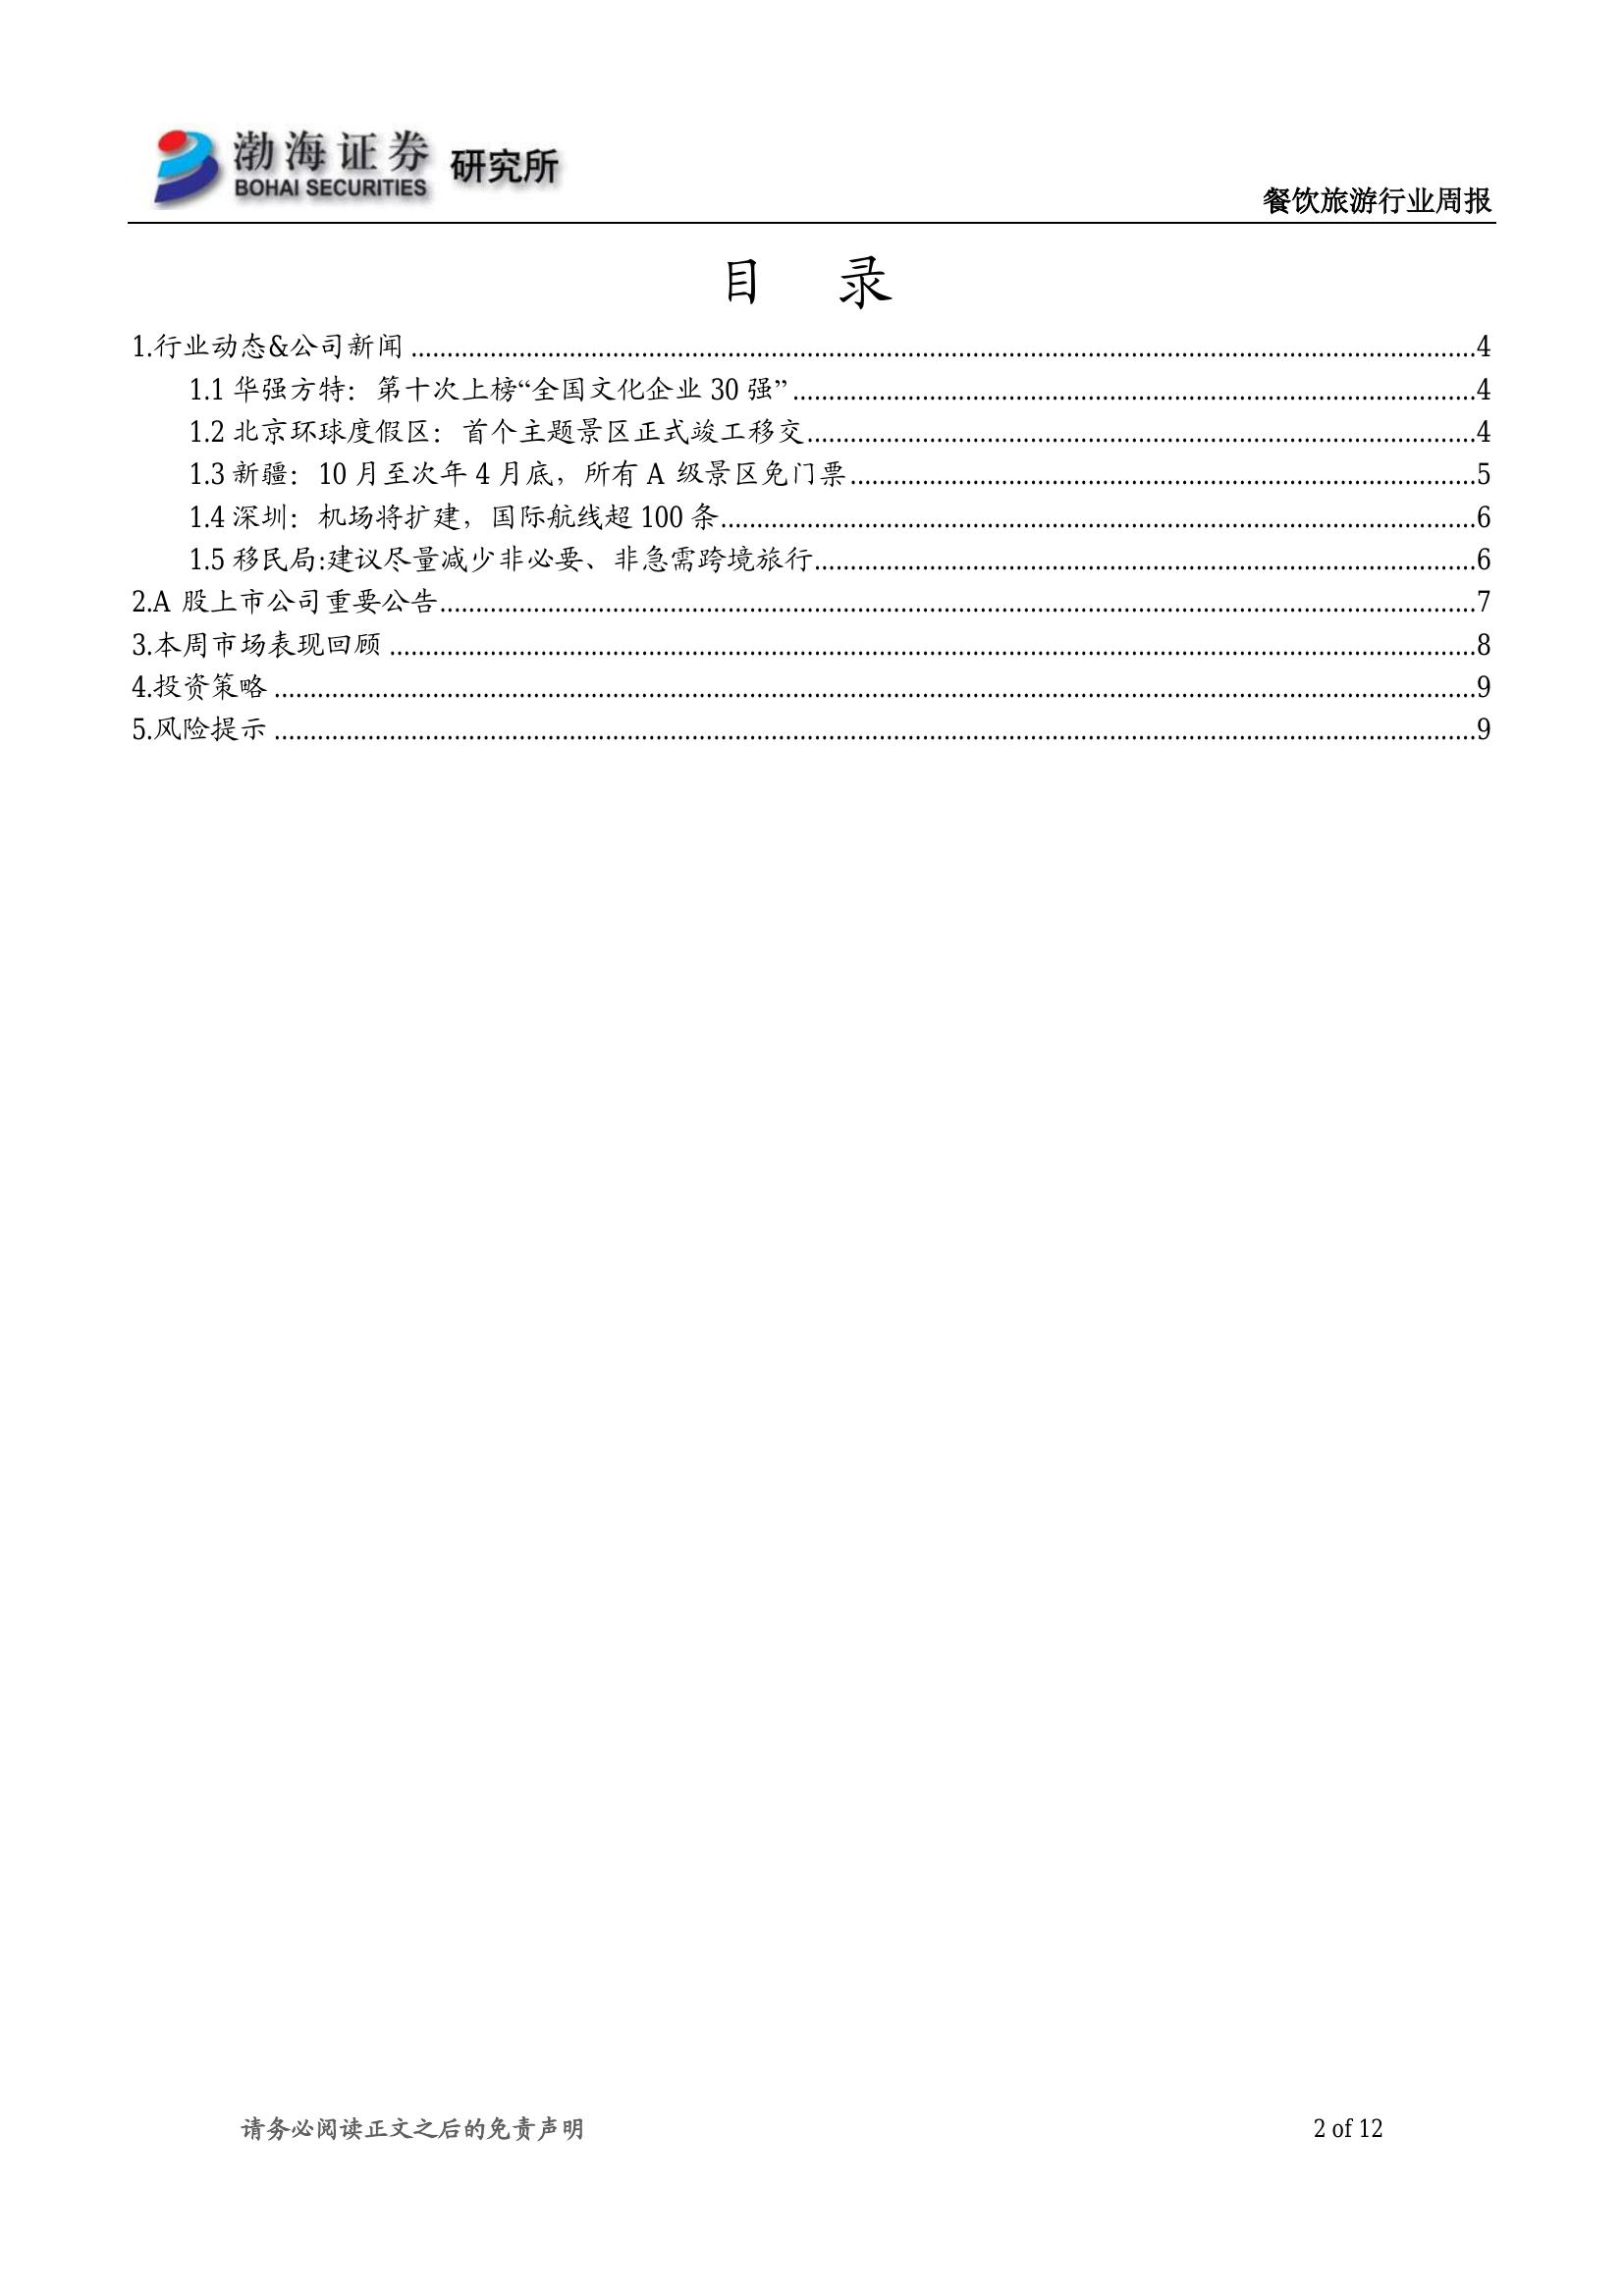 渤海证券 研究所
BOHAI SECURITIES
餐饮旅游行业周报
目 录
1.行业动态&公司新闻 ........................................ 4
1.1 华强方特：第十次上榜“全国文化企业 30 强” ........................................ 4
1.2 北京环球度假区：首个主题景区正式竣工移交 ........................................ 4
1.3 新疆：10 月至次年 4 月底，所有 A 级景区免门票 ........................................ 5
1.4 深圳：机场将扩建，国际航线超 100 条 ........................................ 6
1.5 移民局:建议尽量减少非必要、非急需跨境旅行 ........................................ 6
2.A 股上市公司重要公告 ........................................ 7
3.本周市场表现回顾 ........................................ 8
4.投资策略 ........................................ 9
5.风险提示 ........................................ 9
请务必阅读正文之后的免责声明 2 of 12